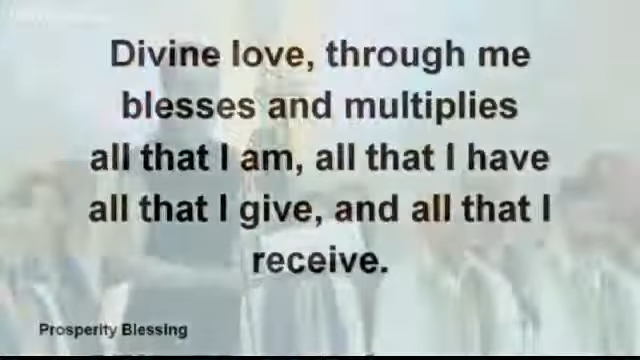 Divine love, through me
blesses and multiplies
all that I am, all that I have
all that I give, and all that I
receive.
Prosperity Blessing